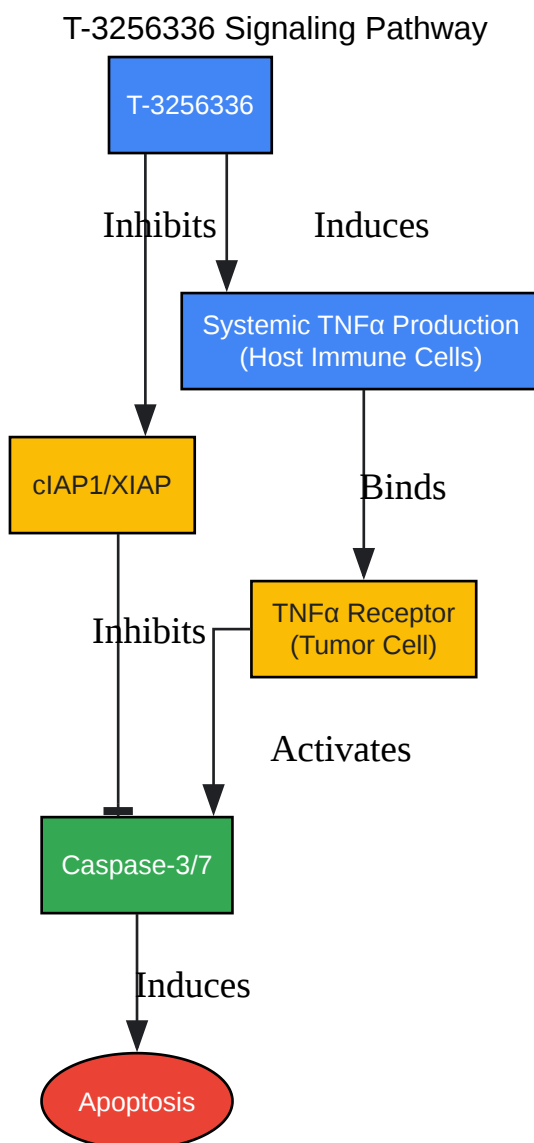 T-3256336 Signaling Pathway
T-3256336
Inhibits
Induces
Systemic TNFα Production
(Host Immune Cells)
cIAP1/XIAP
Binds
TNFα Receptor
(Tumor Cell)
Inhibits
Activates
Caspase-3/7
Induces
Apoptosis